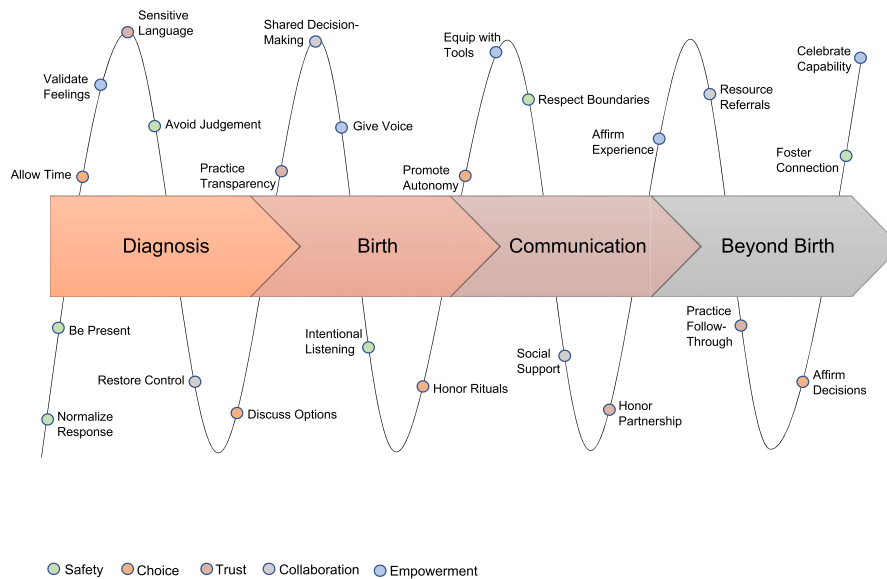 Sensitive
Language
Shared Decision-
Making
Equip with
Tools
Celebrate
Capability
Validate
Feelings
Resource
Referrals
Respect Boundaries
Avoid Judgement
Give Voice
Affirm
Experience
Foster
Connection
Allow Time
Practice
Transparency
Promote
Autonomy
Diagnosis
Birth
Communication
Beyond Birth
Be Present
Practice
Follow-
Through
Intentional
Listening
Social
Support
Restore Control
Honor Rituals
Affirm
Decisions
Normalize
Response
Discuss Options
Honor
Partnership
Safety
Choice
Trust
Collaboration
Empowerment